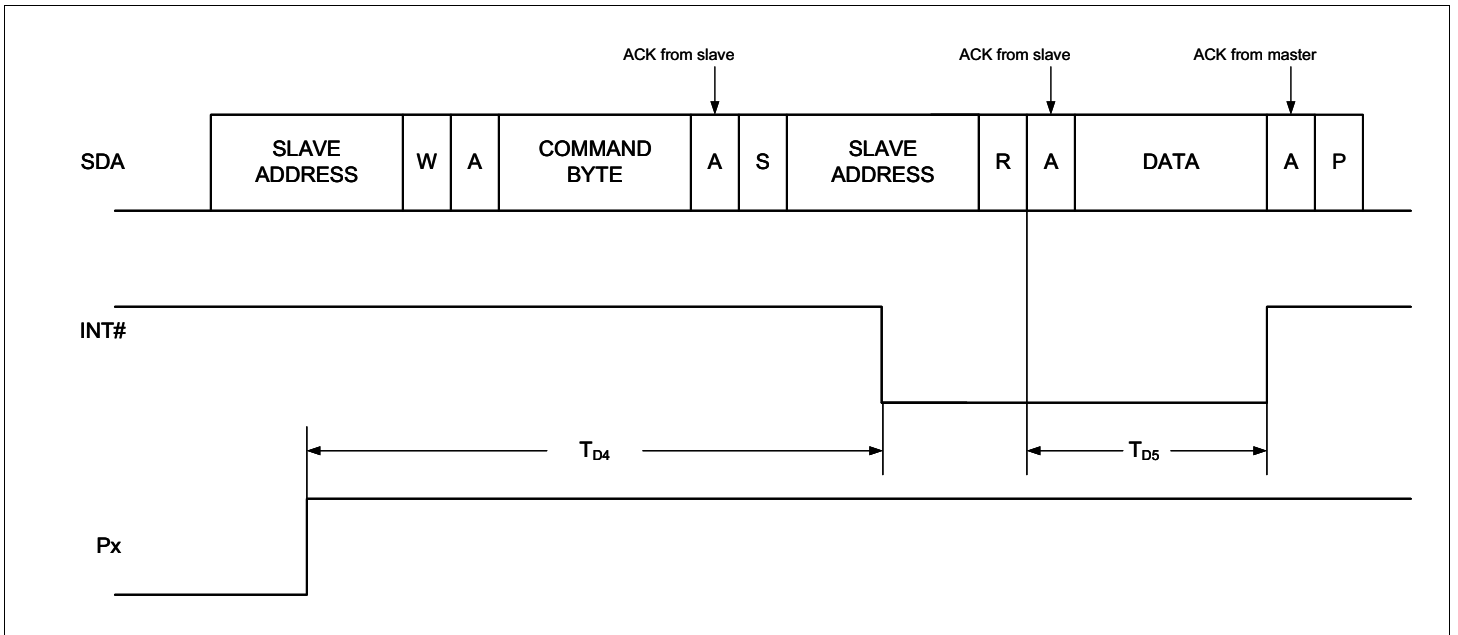 ACK from slave
ACK from slave
ACK from master
SDA
SLAVE
ADDRESS
W
A
COMMAND
BYTE
A
S
SLAVE
ADDRESS
R
A
DATA
A
P
INT#
TD4
TD5
Px